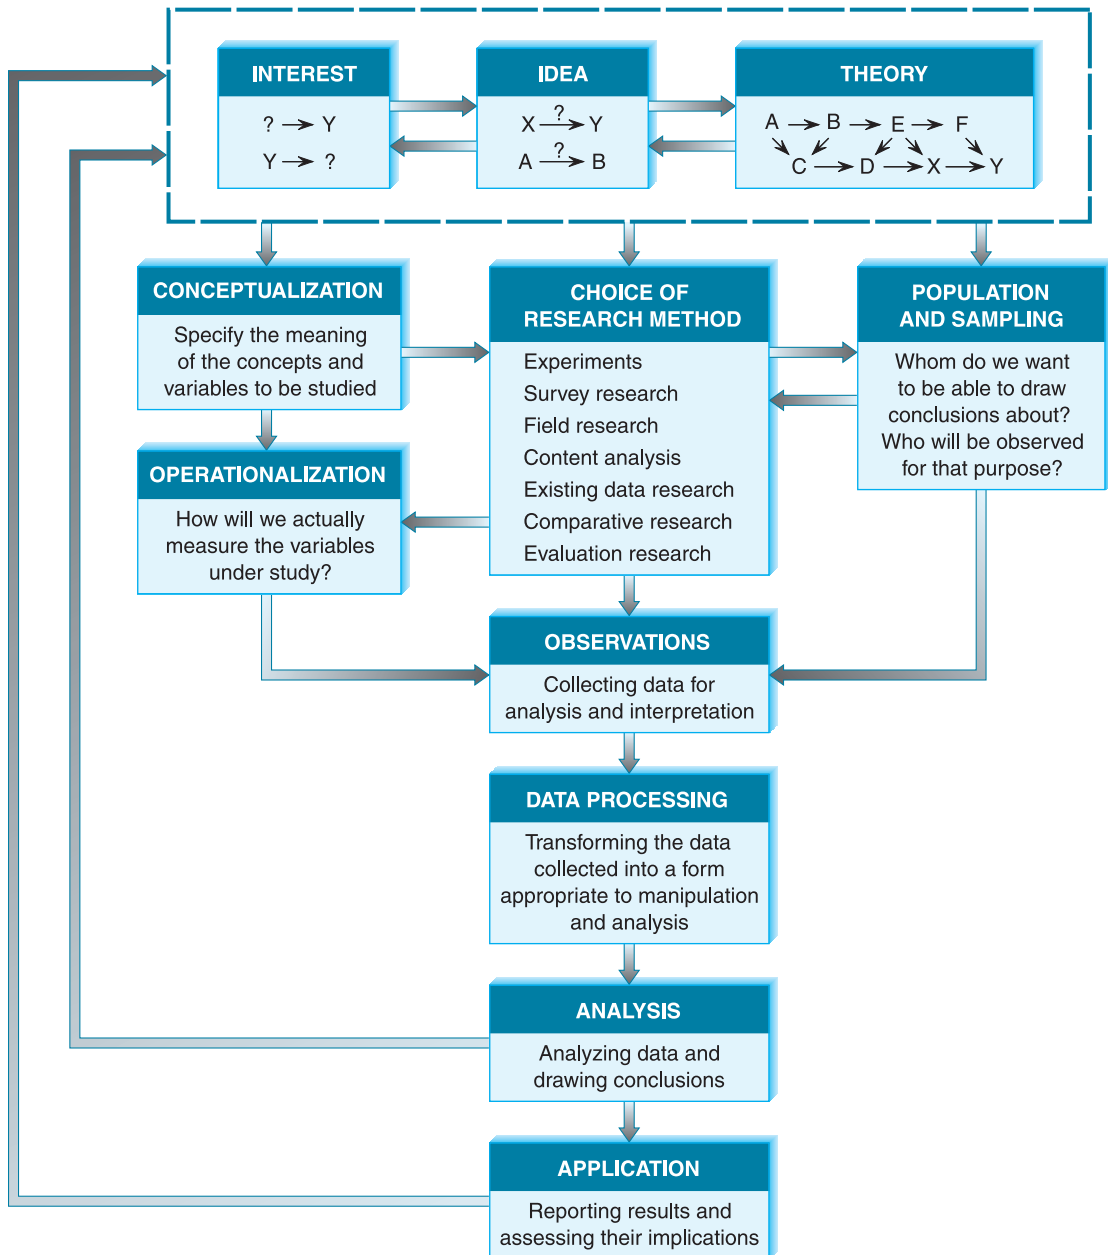 INTEREST
? → Y
Y → ?
IDEA
?
X → Y
?
A → B
THEORY
A → B → E → F
C → D → X → Y
CONCEPTUALIZATION
Specify the meaning
of the concepts and
variables to be studied
CHOICE OF
RESEARCH METHOD
Experiments
Survey research
Field research
Content analysis
Existing data research
Comparative research
Evaluation research
POPULATION
AND SAMPLING
Whom do we want
to be able to draw
conclusions about?
Who will be observed
for that purpose?
OPERATIONALIZATION
How will we actually
measure the variables
under study?
OBSERVATIONS
Collecting data for
analysis and interpretation
DATA PROCESSING
Transforming the data
collected into a form
appropriate to manipulation
and analysis
ANALYSIS
Analyzing data and
drawing conclusions
APPLICATION
Reporting results and
assessing their implications